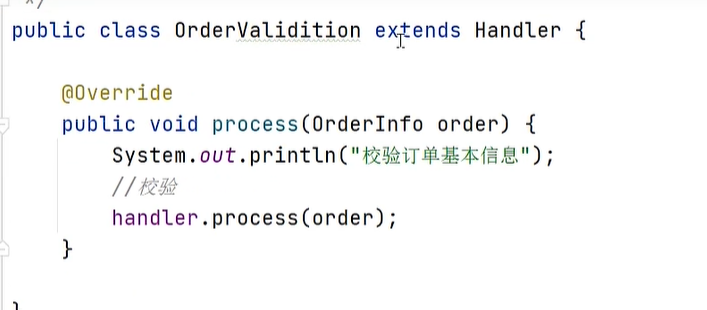 */
public class OrderValidition extends Handler {
@Override
public void process(OrderInfo order) {
System.out.println("校验订单基本信息");
//校验
handler.process(order);
}
}